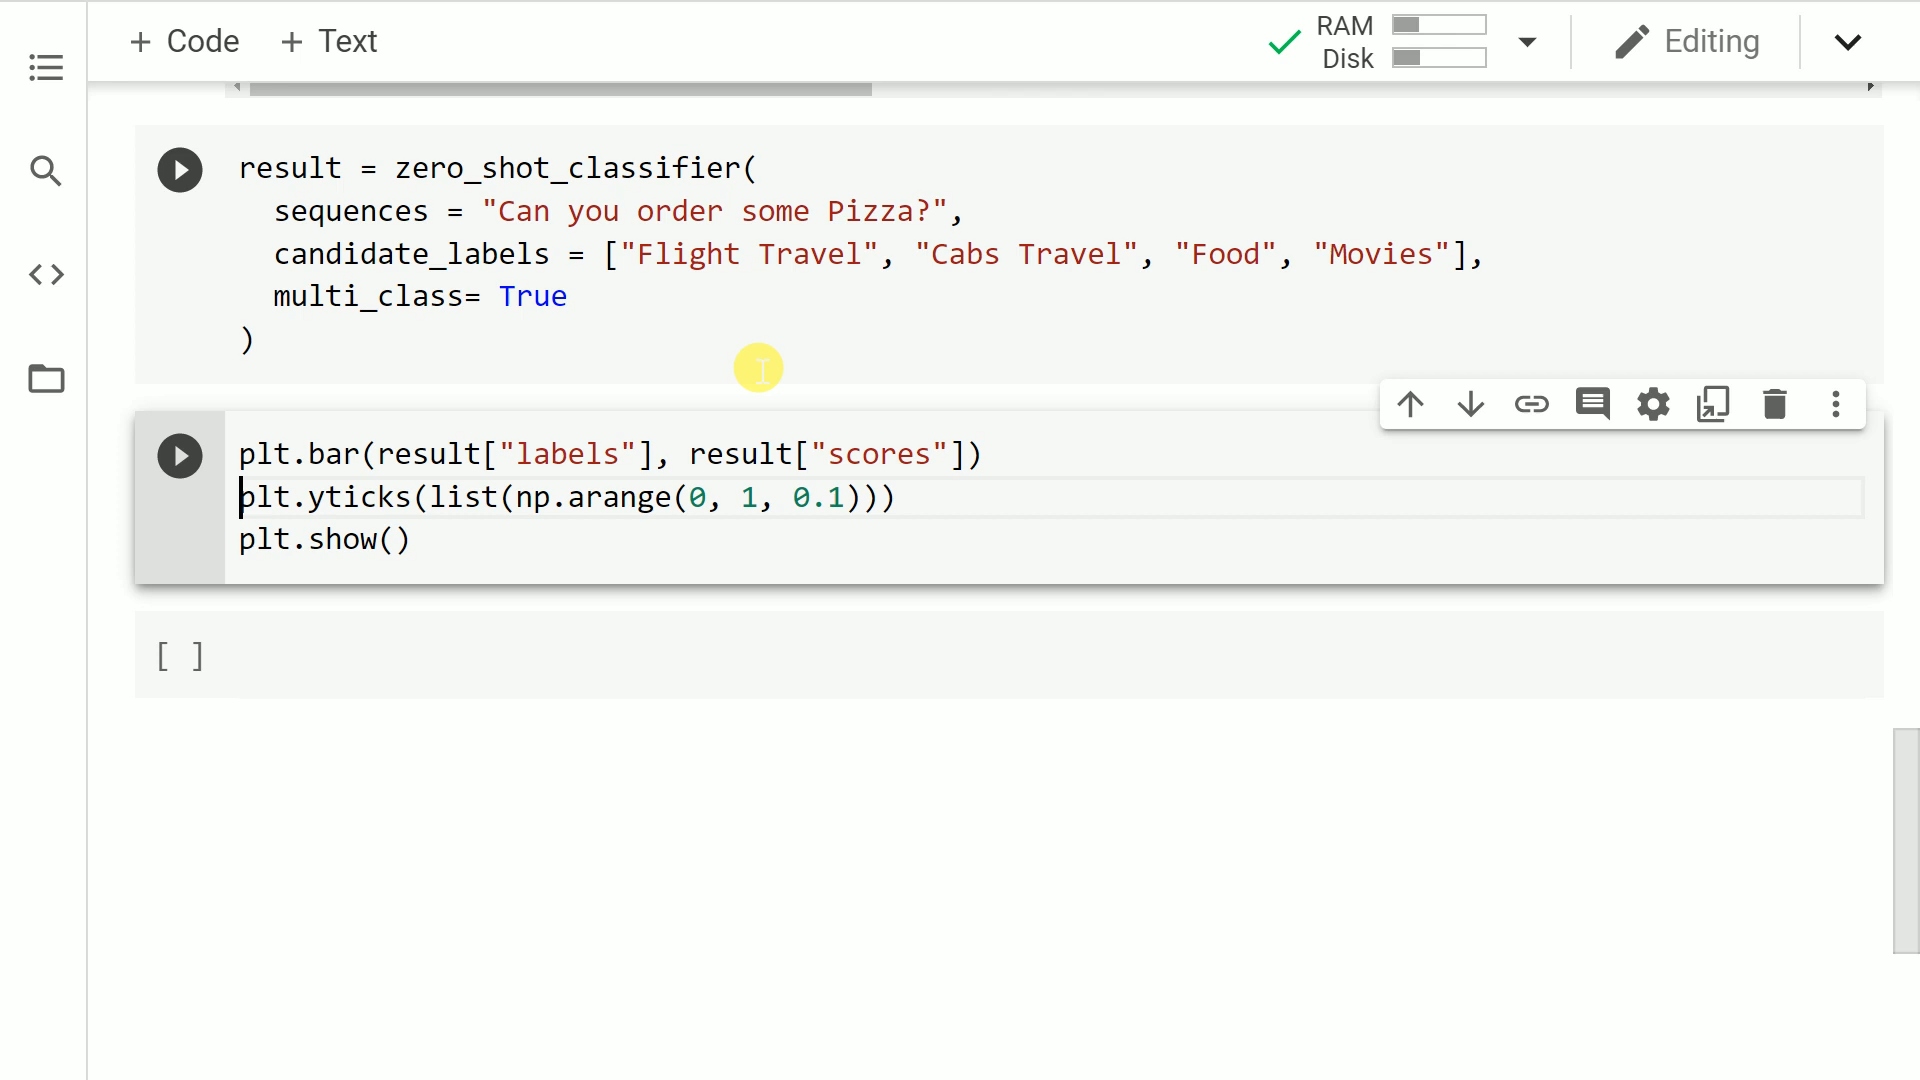 + Code + Text
RAM
Disk
Editing
result = zero_shot_classifier(
sequences = "Can you order some Pizza?",
candidate_labels = ["Flight Travel", "Cabs Travel", "Food", "Movies"],
multi_class= True
)
plt.bar(result["labels"], result["scores"])
plt.yticks(list(np.arange(0, 1, 0.1)))
plt.show()
[ ]